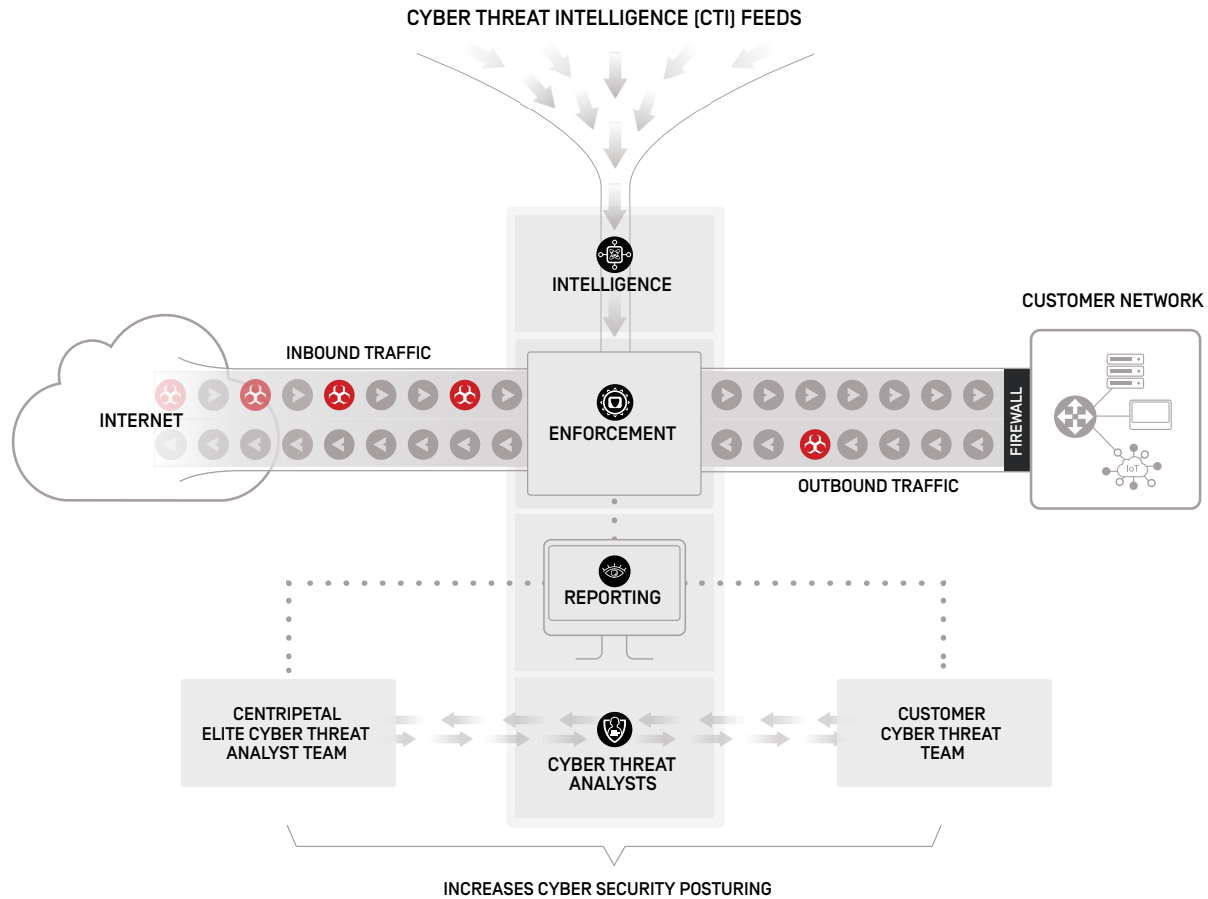 CYBER THREAT INTELLIGENCE (CTI) FEEDS
INTELLIGENCE
CUSTOMER NETWORK
INBOUND TRAFFIC
INTERNET
ENFORCEMENT
FIREWALL
IoT
OUTBOUND TRAFFIC
REPORTING
CENTRIPETAL
ELITE CYBER THREAT
ANALYST TEAM
CYBER THREAT
ANALYSTS
CUSTOMER
CYBER THREAT
TEAM
INCREASES CYBER SECURITY POSTURING